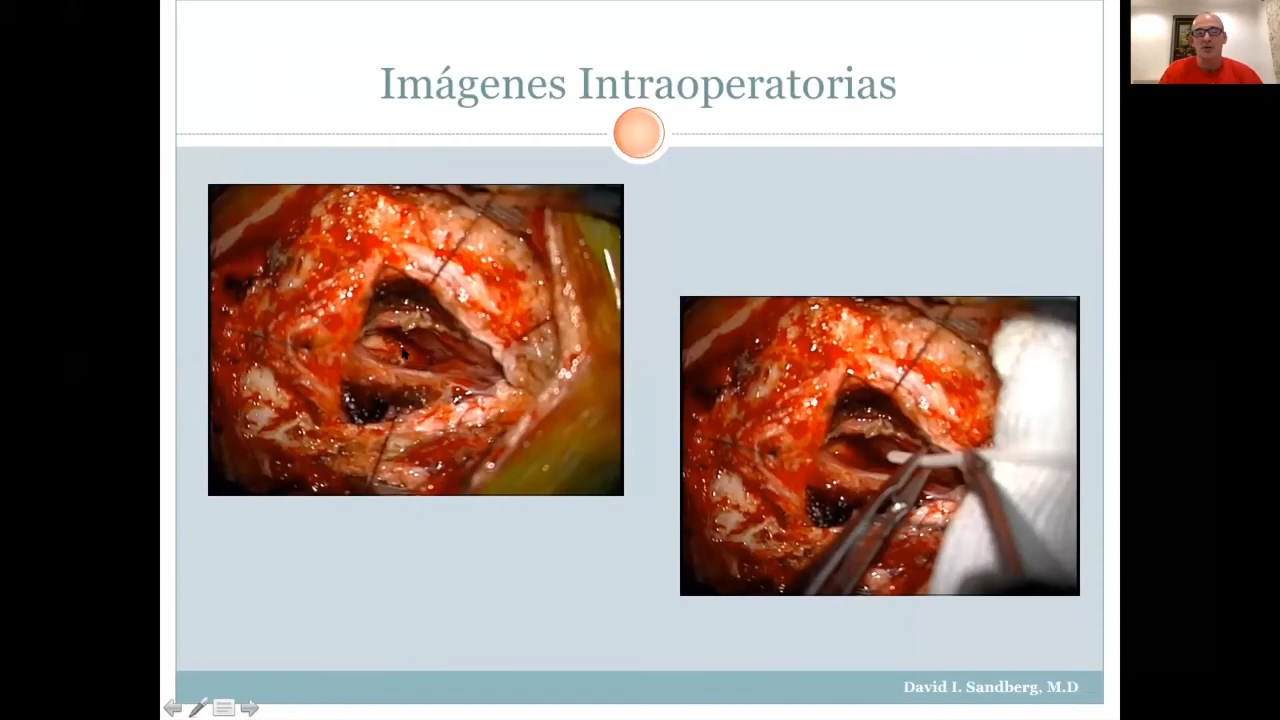 Imágenes Intraoperatorias
David I. Sandberg, M.D